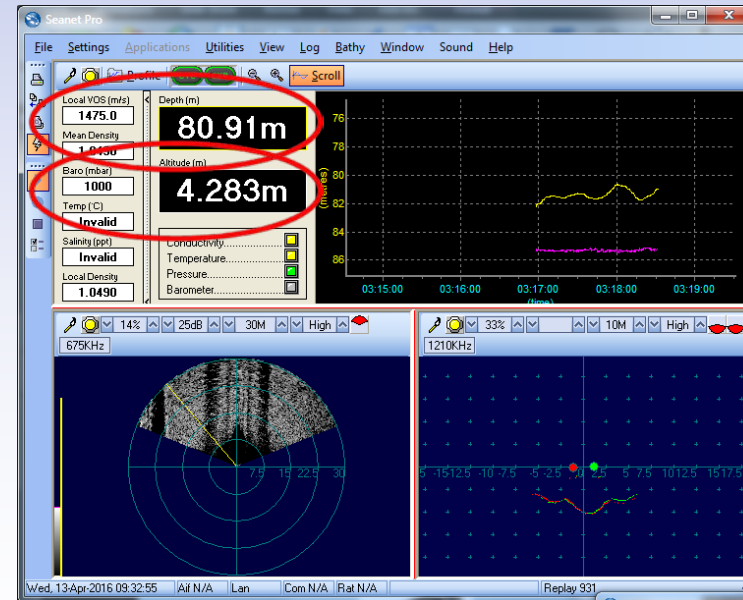 Seanet Pro
File Settings Applications Utilities View Log Bathy Window Sound Help
Profile Scroll
Local VOS (m/s)
1475.0
Mean Density
Baro (mbar)
1000
Temp (°C)
Invalid
Salinity (ppt)
Invalid
Local Density
1.0490
Depth (m)
80.91m
Altitude (m)
4.283m
Conductivity
Temperature
Pressure
Barometer
(metres)
76
78
80
82
84
86
03:15:00 03:16:00 03:17:00 03:18:00 03:19:00
(time)
14% 25dB 30M High
675KHz
7.5 15 22.5 30
33% 10M High
1210KHz
5 -15 -12.5 -10 -7.5 -5 -2.5 0 2.5 5 7.5 10 12.5 15 17.5
Wed, 13-Apr-2016 09:32:55 Aif N/A Lan Com N/A Rat N/A Replay 931